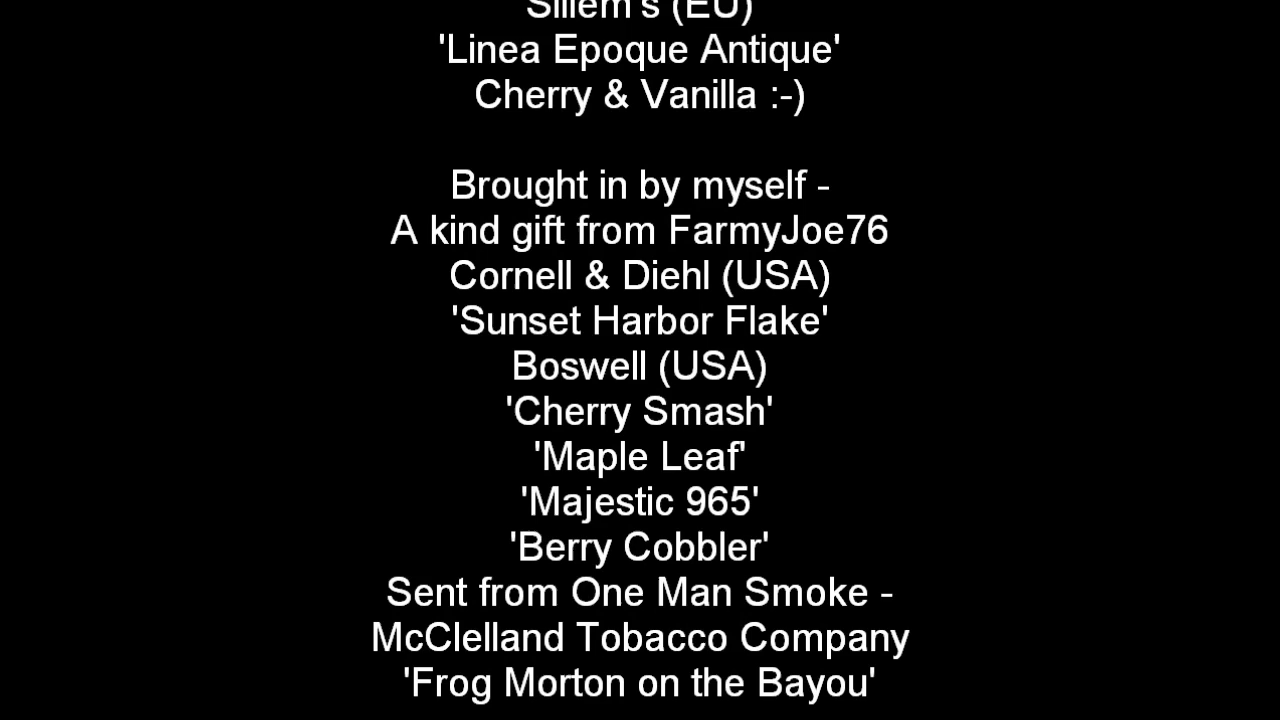 Sillem's (EU)
'Linea Epoque Antique'
Cherry & Vanilla :-)
Brought in by myself -
A kind gift from FarmyJoe76
Cornell & Diehl (USA)
'Sunset Harbor Flake'
Boswell (USA)
'Cherry Smash'
'Maple Leaf'
'Majestic 965'
'Berry Cobbler'
Sent from One Man Smoke -
McClelland Tobacco Company
'Frog Morton on the Bayou'